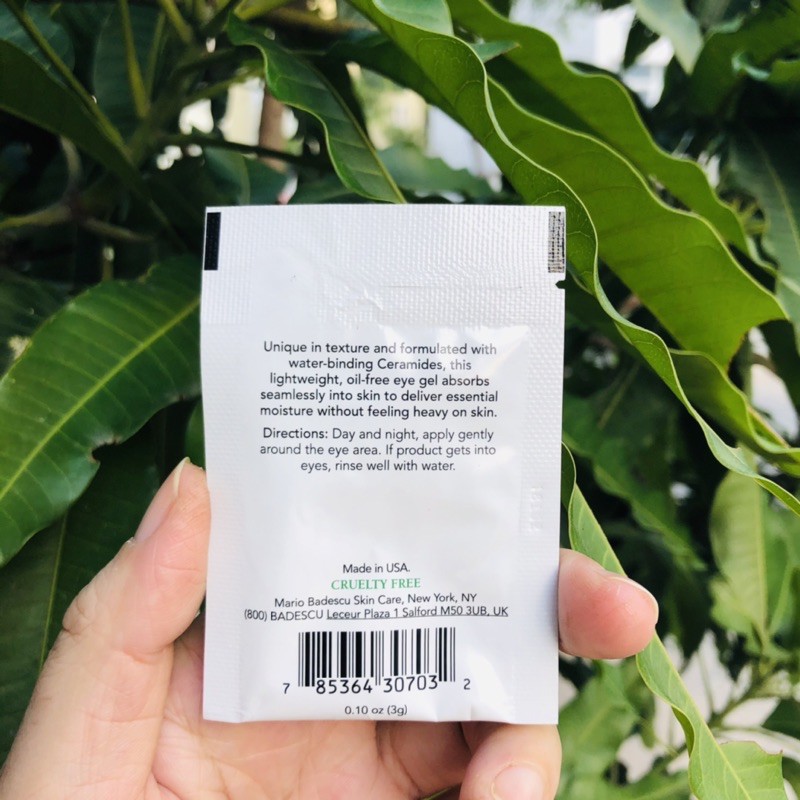 Unique in texture and formulated with
water-binding Ceramides, this
lightweight, oil-free eye gel absorbs
seamlessly into skin to deliver essential
moisture without feeling heavy on skin.
Directions: Day and night, apply gently
around the eye area. If product gets into
eyes, rinse well with water.
Made in USA.
CRUELTY FREE
Mario Badescu Skin Care, New York, NY
(800) BADESCU Leceur Plaza 1 Salford M50 3UB, UK
7 85364 30703 2
0.10 oz (3g)